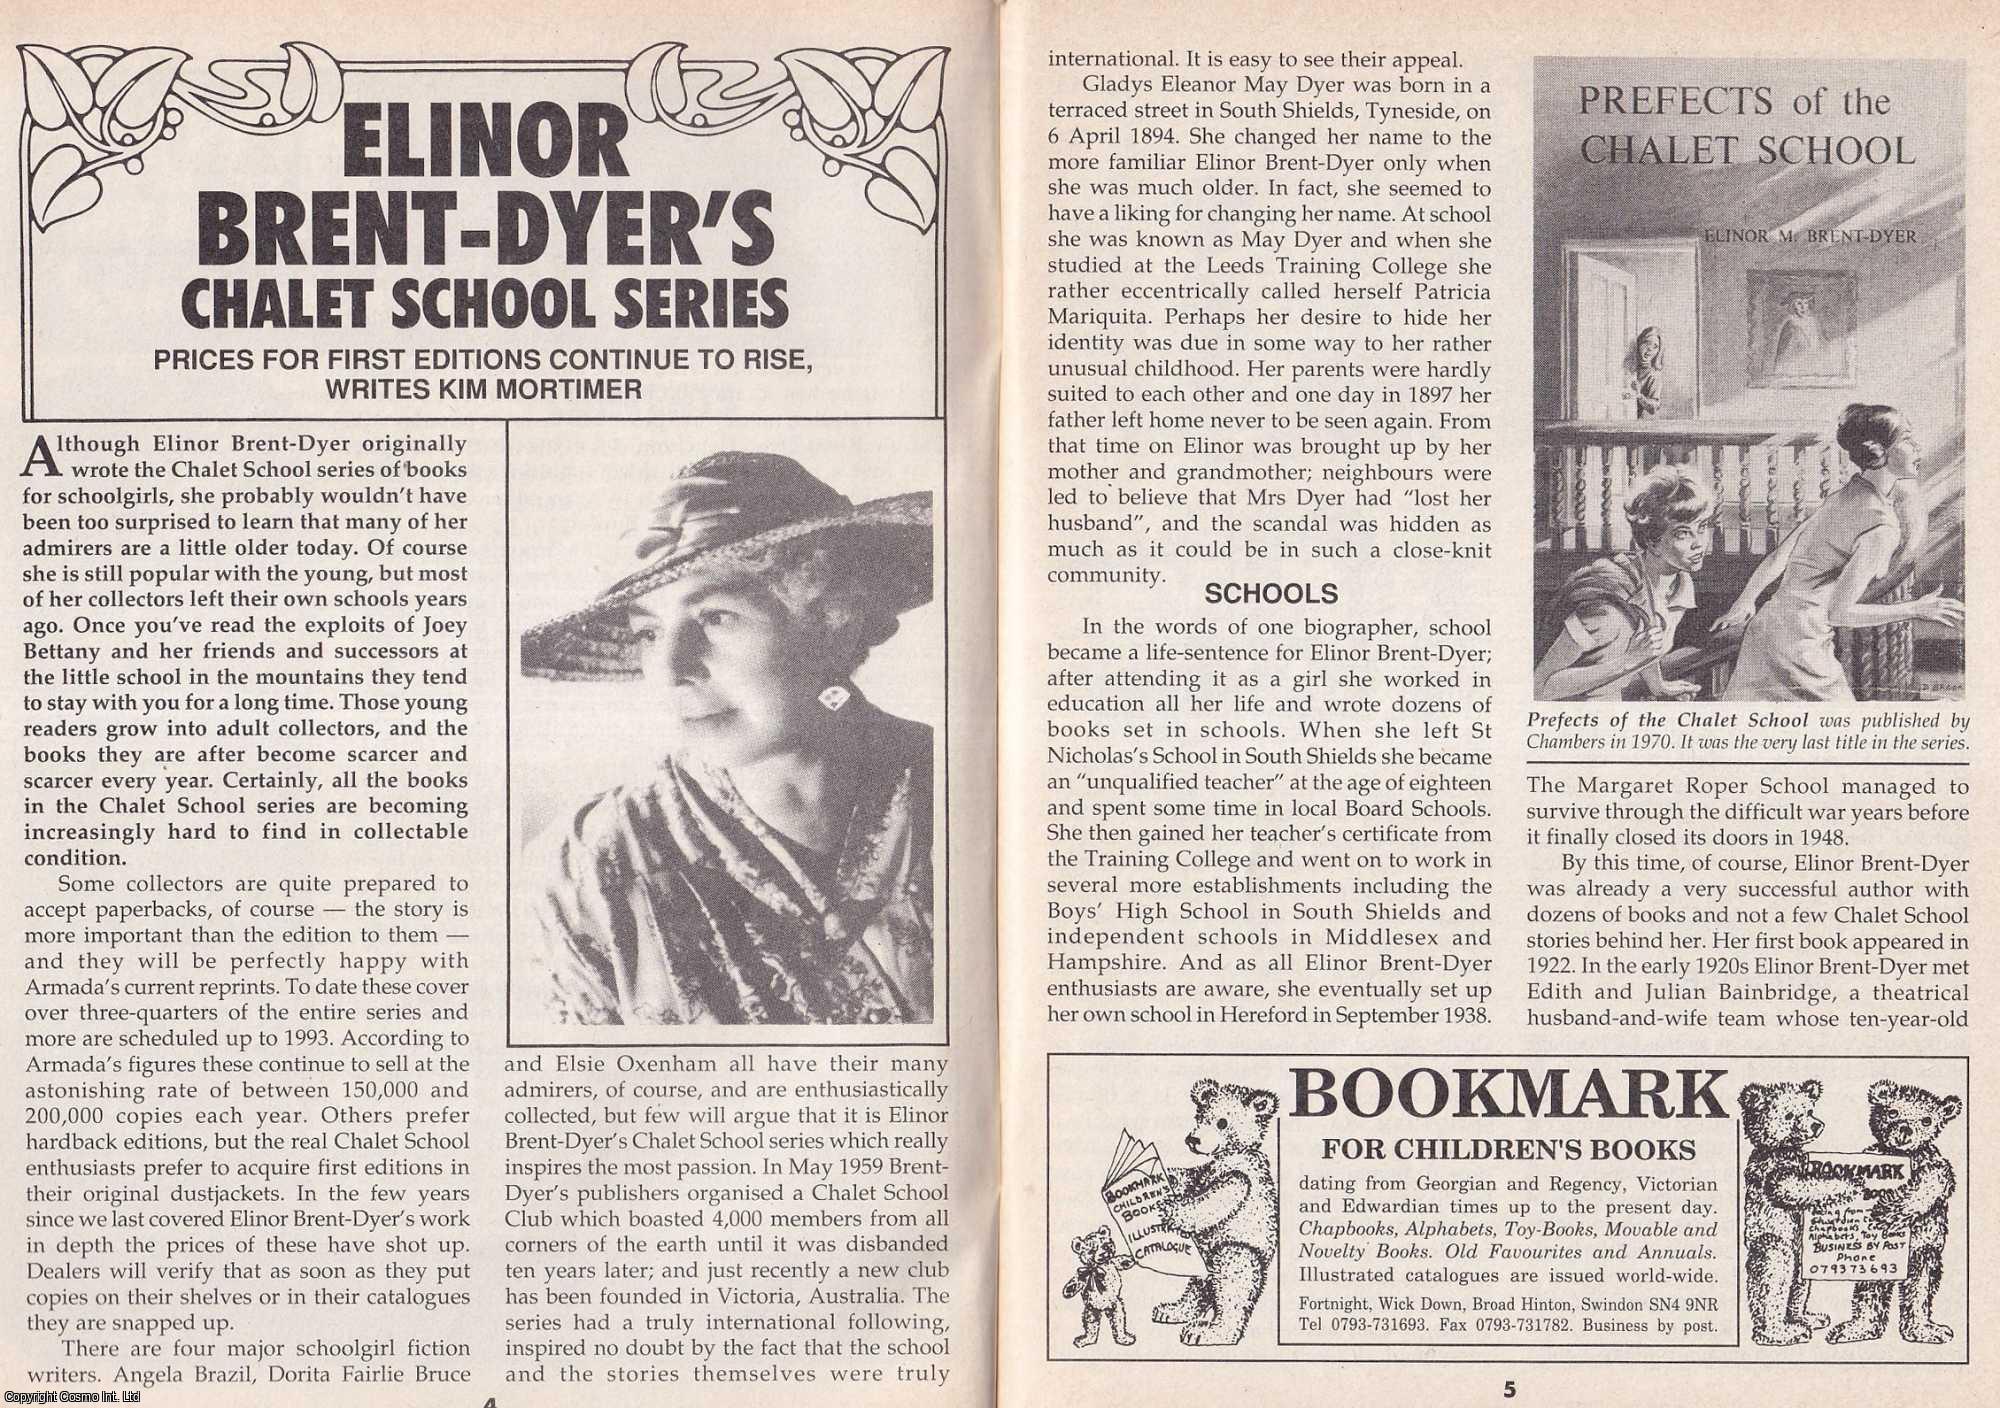 ELINOR
BRENT-DYER'S
CHALET SCHOOL SERIES
PRICES FOR FIRST EDITIONS CONTINUE TO RISE,
WRITES KIM MORTIMER
Although Elinor Brent-Dyer originally
wrote the Chalet School series of books
for schoolgirls, she probably wouldn't have
been too surprised to learn that many of her
admirers are a little older today. Of course
she is still popular with the young, but most
of her collectors left their own schools years
ago. Once you've read the exploits of Joey
Bettany and her friends and successors at
the little school in the mountains they tend
to stay with you for a long time. Those young
readers grow into adult collectors, and the
books they are after become scarcer and
scarcer every year. Certainly, all the books
in the Chalet School series are becoming
increasingly hard to find in collectable
condition.
Some collectors are quite prepared to
accept paperbacks, of course — the story is
more important than the edition to them —
and they will be perfectly happy with
Armada's current reprints. To date these cover
over three-quarters of the entire series and
more are scheduled up to 1993. According to
Armada's figures these continue to sell at the
astonishing rate of between 150,000 and
200,000 copies each year. Others prefer
hardback editions, but the real Chalet School
enthusiasts prefer to acquire first editions in
their original dustjackets. In the few years
since we last covered Elinor Brent-Dyer's work
in depth the prices of these have shot up.
Dealers will verify that as soon as they put
copies on their shelves or in their catalogues
they are snapped up.
There are four major schoolgirl fiction
writers. Angela Brazil, Dorita Fairlie Bruce
and Elsie Oxenham all have their many
admirers, of course, and are enthusiastically
collected, but few will argue that it is Elinor
Brent-Dyer's Chalet School series which really
inspires the most passion. In May 1959 Brent-
Dyer's publishers organised a Chalet School
Club which boasted 4,000 members from all
corners of the earth until it was disbanded
ten years later; and just recently a new club
has been founded in Victoria, Australia. The
series had a truly international following,
inspired no doubt by the fact that the school
and the stories themselves were truly
4
Copyright Cosmo Int. Ltd
international. It is easy to see their appeal.
Gladys Eleanor May Dyer was born in a
terraced street in South Shields, Tyneside, on
6 April 1894. She changed her name to the
more familiar Elinor Brent-Dyer only when
she was much older. In fact, she seemed to
have a liking for changing her name. At school
she was known as May Dyer and when she
studied at the Leeds Training College she
rather eccentrically called herself Patricia
Mariquita. Perhaps her desire to hide her
identity was due in some way to her rather
unusual childhood. Her parents were hardly
suited to each other and one day in 1897 her
father left home never to be seen again. From
that time on Elinor was brought up by her
mother and grandmother; neighbours were
led to believe that Mrs Dyer had "lost her
husband", and the scandal was hidden as
much as it could be in such a close-knit
community.
SCHOOLS
In the words of one biographer, school
became a life-sentence for Elinor Brent-Dyer;
after attending it as a girl she worked in
education all her life and wrote dozens of
books set in schools. When she left St
Nicholas's School in South Shields she became
an "unqualified teacher" at the age of eighteen
and spent some time in local Board Schools.
She then gained her teacher's certificate from
the Training College and went on to work in
several more establishments including the
Boys' High School in South Shields and
independent schools in Middlesex and
Hampshire. And as all Elinor Brent-Dyer
enthusiasts are aware, she eventually set up
her own school in Hereford in September 1938.
PREFECTS of the
CHALET SCHOOL
ELINOR M. BRENT-DYER
D. BROOK
Prefects of the Chalet School was published by
Chambers in 1970. It was the very last title in the series.
The Margaret Roper School managed to
survive through the difficult war years before
it finally closed its doors in 1948.
By this time, of course, Elinor Brent-Dyer
was already a very successful author with
dozens of books and not a few Chalet School
stories behind her. Her first book appeared in
1922. In the early 1920s Elinor Brent-Dyer met
Edith and Julian Bainbridge, a theatrical
husband-and-wife team whose ten-year-old
BOOKMARK
CHILDREN'S
BOOKS
ILLUSTRATED
CATALOGUE
BOOKMARK
FOR CHILDREN'S BOOKS
dating from Georgian and Regency, Victorian
and Edwardian times up to the present day.
Chapbooks, Alphabets, Toy-Books, Movable and
Novelty Books. Old Favourites and Annuals.
Illustrated catalogues are issued world-wide.
Fortnight, Wick Down, Broad Hinton, Swindon SN4 9NR
Tel 0793-731693. Fax 0793-731782. Business by post.
BOOKMARK
Alphabets, Toy Books
BUSINESS BY POST
Phone
0793 73693
5